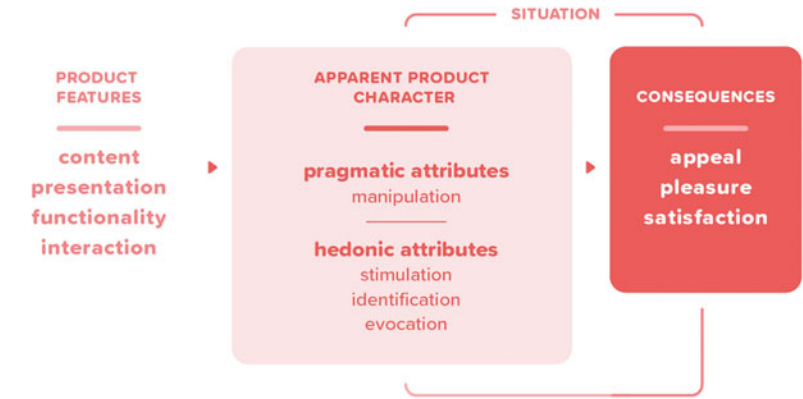 SITUATION
PRODUCT
FEATURES
content
presentation
functionality
interaction
APPARENT PRODUCT
CHARACTER
pragmatic attributes
manipulation
hedonic attributes
stimulation
identification
evocation
CONSEQUENCES
appeal
pleasure
satisfaction